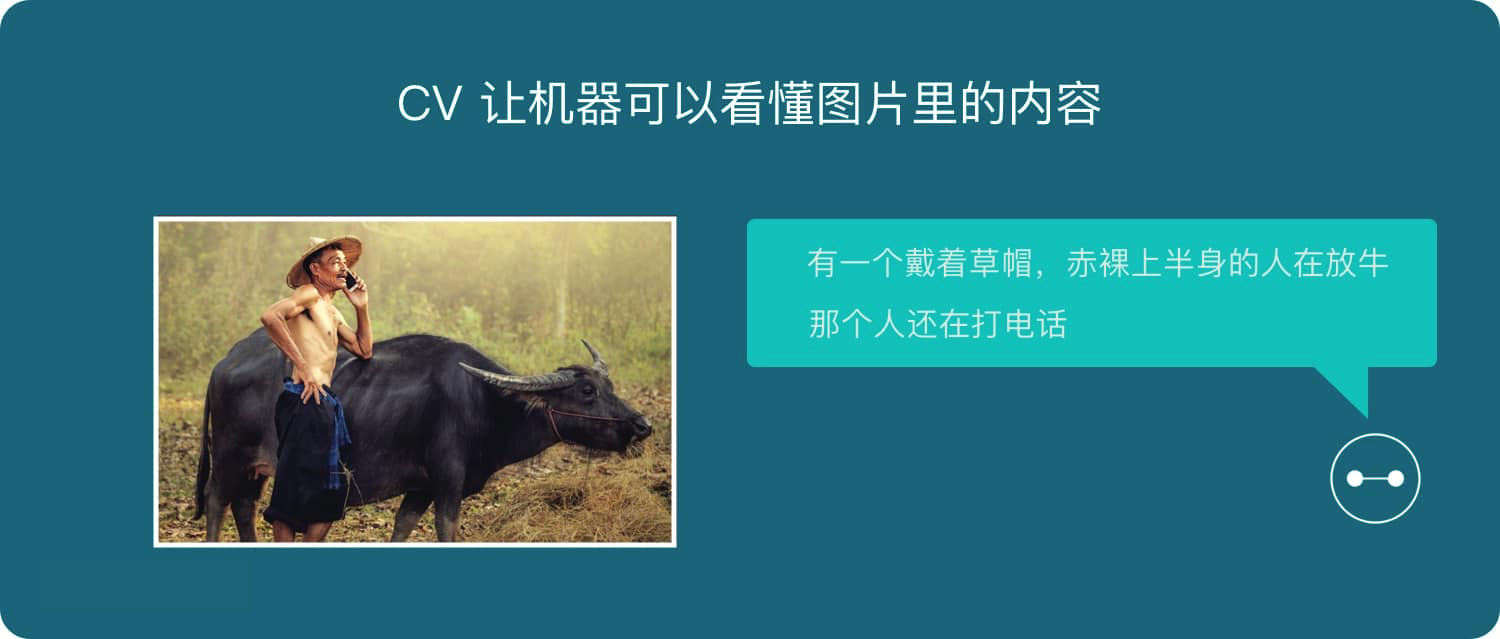 CV 让机器可以看懂图片里的内容
有一个戴着草帽，赤裸上半身的人在放牛
那个人还在打电话